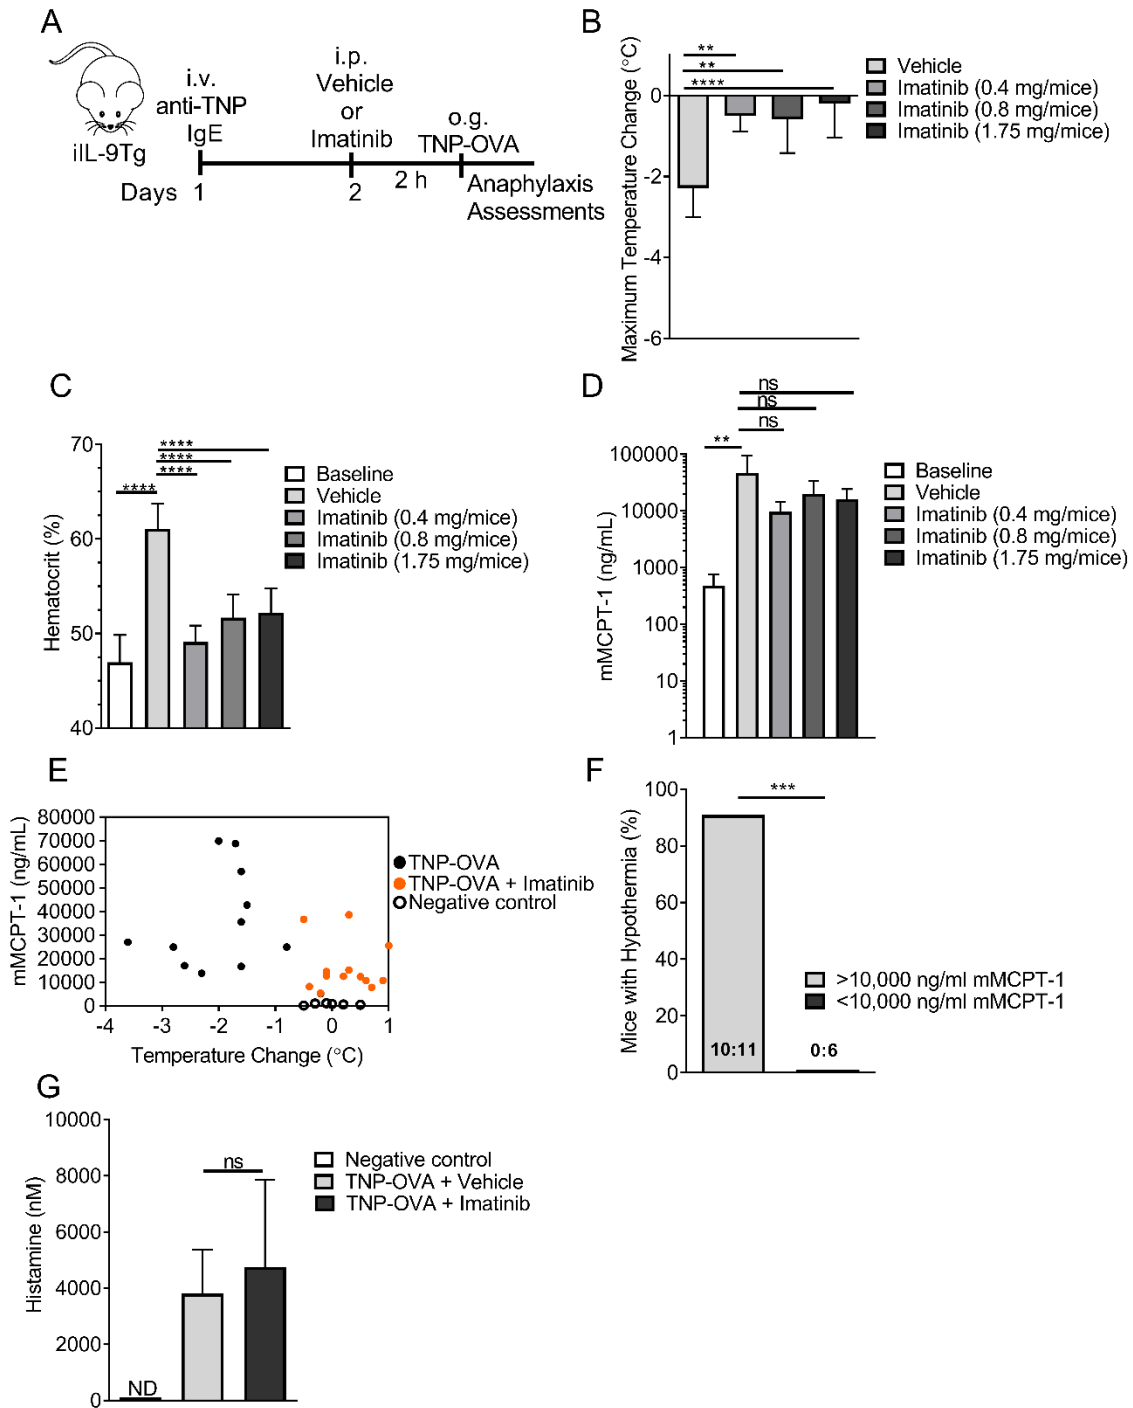 A
iIL-9Tg
i.v.
anti-TNP
IgE
i.p.
Vehicle
or
Imatinib
o.g.
TNP-OVA
Days 1
2
2 h
Anaphylaxis
Assessments
B
Maximum Temperature Change (°C)
0
-2
-4
-6
**
**
****
Vehicle
Imatinib (0.4 mg/mice)
Imatinib (0.8 mg/mice)
Imatinib (1.75 mg/mice)
C
Hematocrit (%)
70
60
50
40
****
****
****
****
Baseline
Vehicle
Imatinib (0.4 mg/mice)
Imatinib (0.8 mg/mice)
Imatinib (1.75 mg/mice)
D
mMCPT-1 (ng/mL)
100000
10000
1000
100
10
1
ns
ns
ns
**
Baseline
Vehicle
Imatinib (0.4 mg/mice)
Imatinib (0.8 mg/mice)
Imatinib (1.75 mg/mice)
E
mMCPT-1 (ng/mL)
80000
70000
60000
50000
40000
30000
20000
10000
0
-4 -3 -2 -1 0 1
Temperature Change (°C)
TNP-OVA
TNP-OVA + Imatinib
Negative control
F
Mice with Hypothermia (%)
100
80
60
40
20
0
***
10:11
0:6
>10,000 ng/ml mMCPT-1
<10,000 ng/ml mMCPT-1
G
Histamine (nM)
10000
8000
6000
4000
2000
0
ND
ns
Negative control
TNP-OVA + Vehicle
TNP-OVA + Imatinib